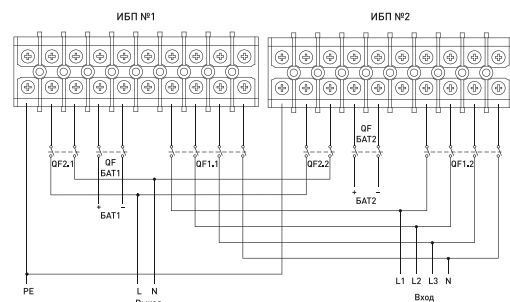 ИБП №1 ИБП №2
QF2.1 QF БАТ1 QF1.1 QF2.2 QF БАТ2 QF1.2
+ − БАТ1 + − БАТ2
PE L N L1 L2 L3 N
Выход Вход